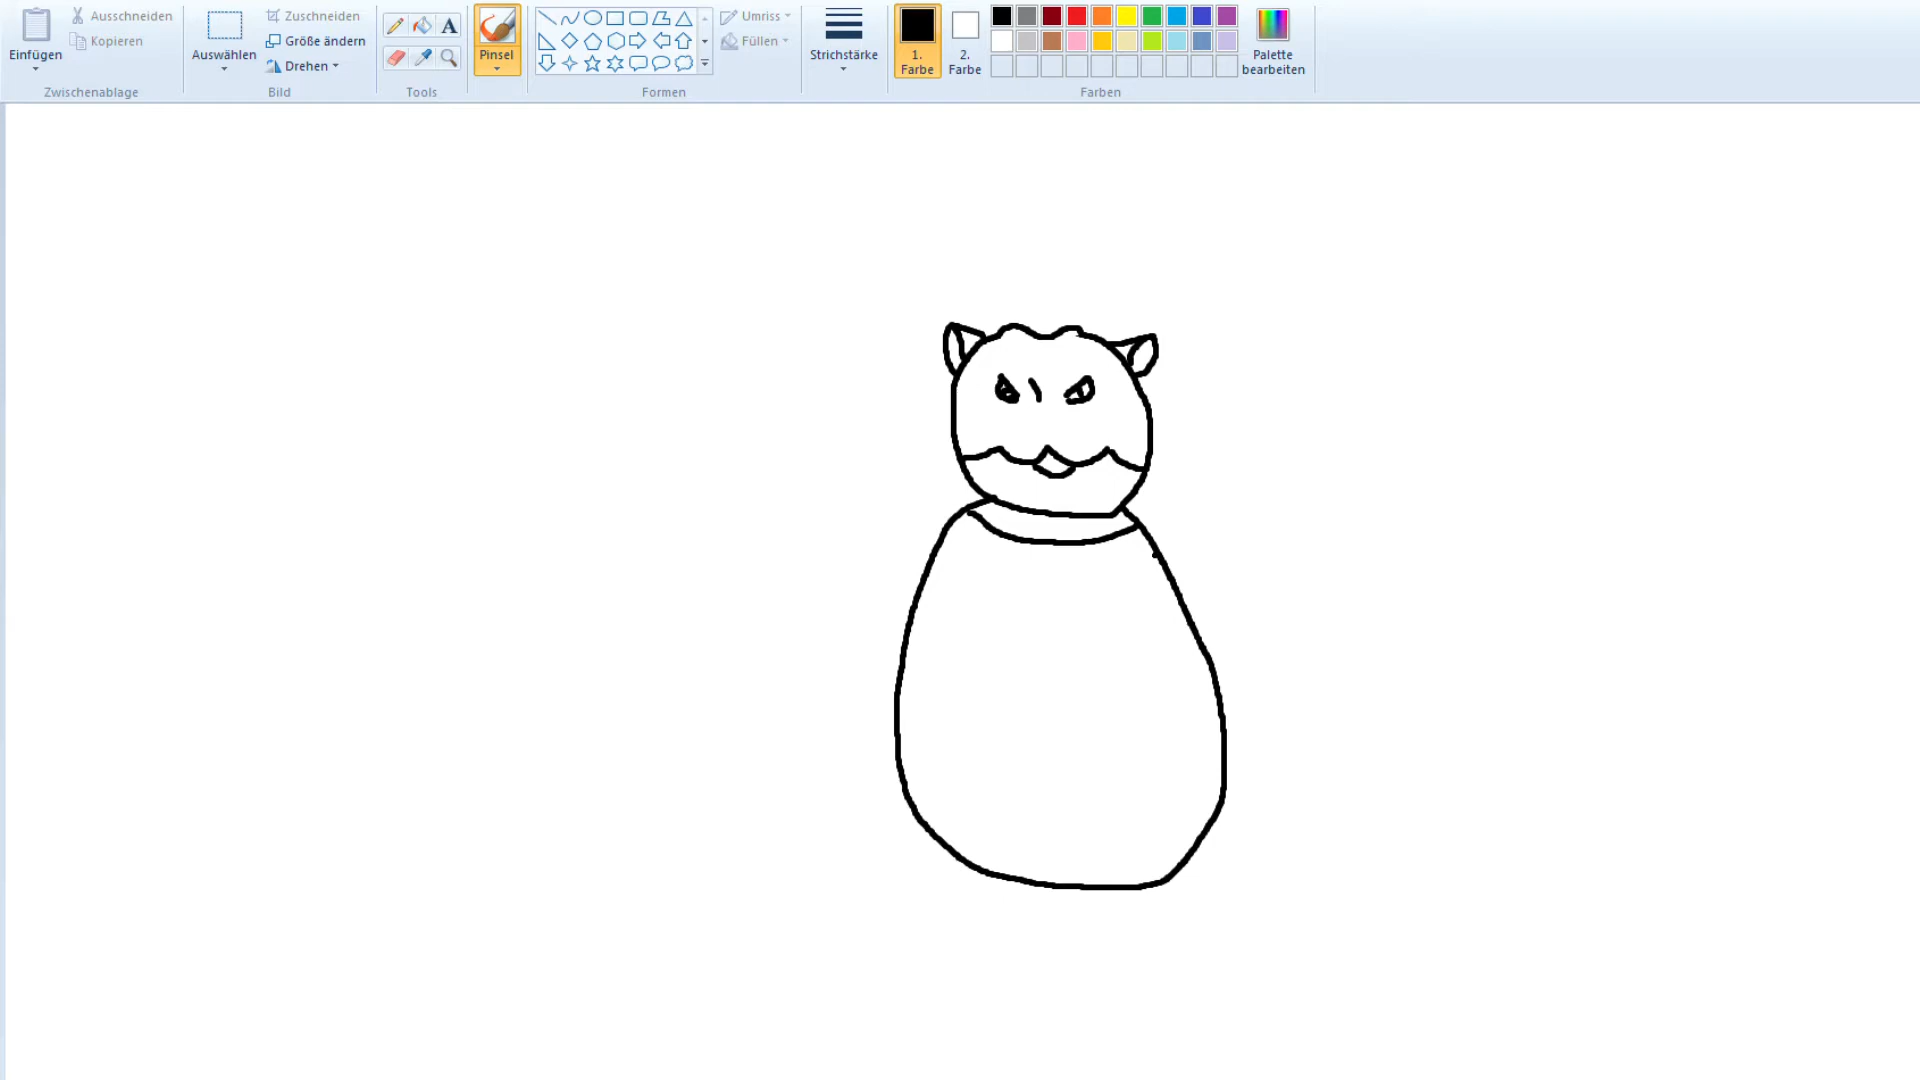 Einfügen
Ausschneiden
Kopieren
Zwischenablage
Auswählen
Zuschneiden
Größe ändern
Drehen
Bild
A
Tools
Pinsel
Formen
Umriss
Füllen
Strichstärke
1.
Farbe
2.
Farbe
Palette
bearbeiten
Farben